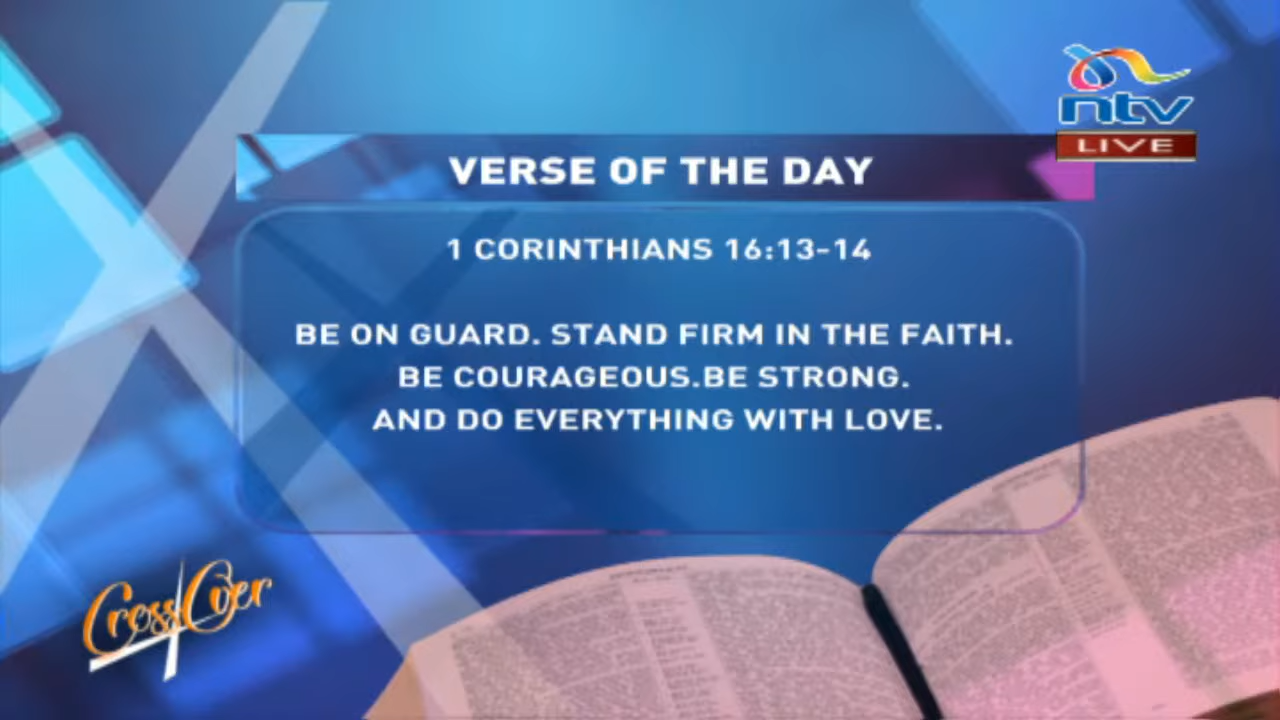 ntv
LIVE
VERSE OF THE DAY
1 CORINTHIANS 16:13-14
BE ON GUARD. STAND FIRM IN THE FAITH.
BE COURAGEOUS.BE STRONG.
AND DO EVERYTHING WITH LOVE.
CrossOver